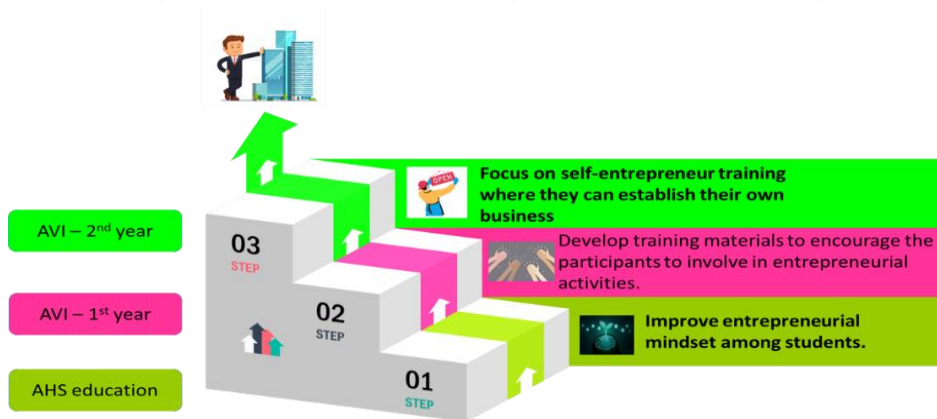 OPEN
Focus on self-entrepreneur training
where they can establish their own
business
AVI – 2nd year
03
STEP
Develop training materials to encourage the
participants to involve in entrepreneurial
activities.
AVI – 1st year
02
STEP
Improve entrepreneurial
mindset among students.
AHS education
01
STEP